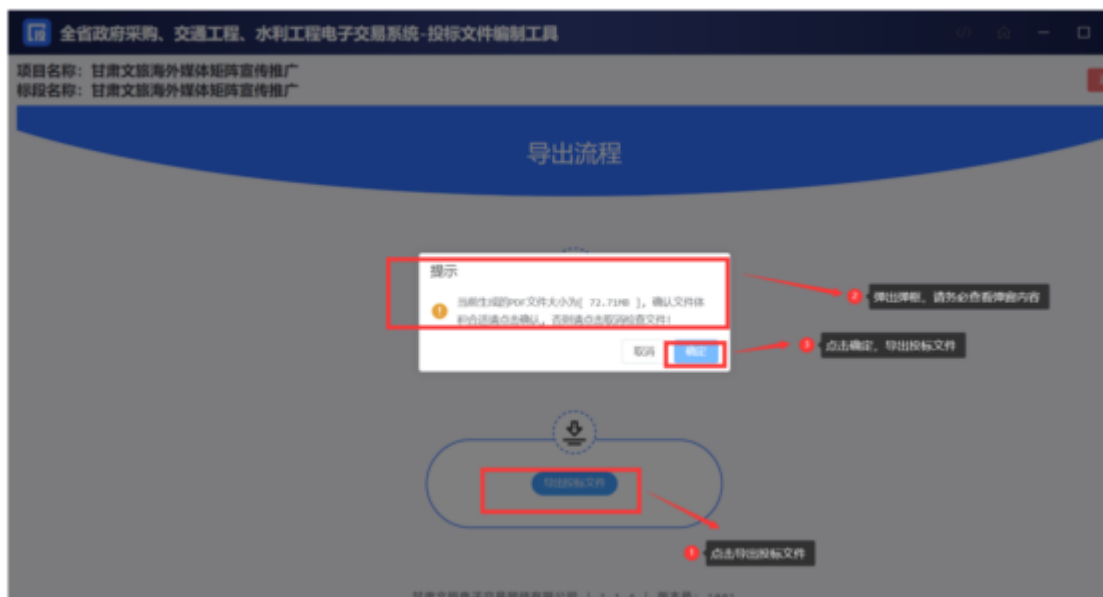 投 全省政府采购、交通工程、水利工程电子交易系统-投标文件编制工具
项目名称：甘肃文旅海外媒体矩阵宣传推广
标段名称：甘肃文旅海外媒体矩阵宣传推广
导出流程
提示
当前生成的PDF文件大小为[ 72.71MB ]，确认文件体
积合适请点击确认，否则请点击取消检查文件!
取消 确定
2 弹出弹框，请务必查看弹窗内容
3 点击确定，导出投标文件
导出投标文件
1 点击导出投标文件